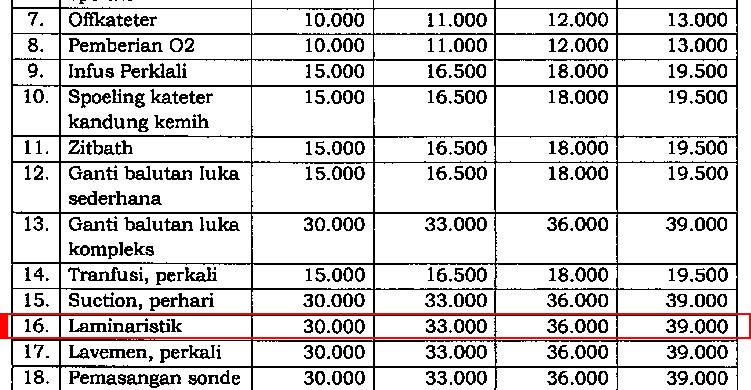 7. Offkateter 10.000 11.000 12.000 13.000
8. Pemberian O2 10.000 11.000 12.000 13.000
9. Infus Perklali 15.000 16.500 18.000 19.500
10. Spoeling kateter 15.000 16.500 18.000 19.500
kandung kemih
11. Zitbath 15.000 16.500 18.000 19.500
12. Ganti balutan luka 15.000 16.500 18.000 19.500
sederhana
13. Ganti balutan luka 30.000 33.000 36.000 39.000
kompleks
14. Tranfusi, perkali 15.000 16.500 18.000 19.500
15. Suction, perhari 30.000 33.000 36.000 39.000
16. Laminaristik 30.000 33.000 36.000 39.000
17. Lavemen, perkali 30.000 33.000 36.000 39.000
18. Pemasangan sonde 30.000 33.000 36.000 39.000